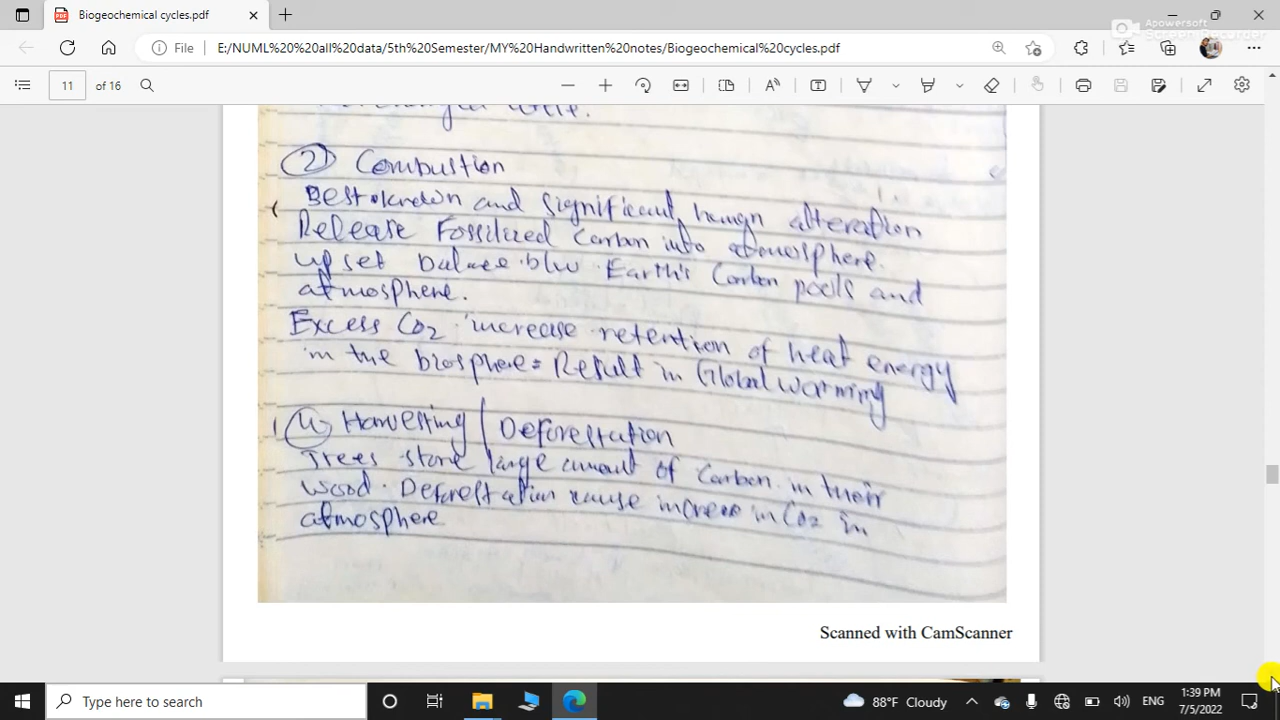 Biogeochemical cycles.pdf
Apowersoft
Screen Recorder
File E:/NUML%20%20all%20data/5th%20Semester/MY%20Handwritten%20notes/Biogeochemical%20cycles.pdf
11 of 16
2) Combustion
Best known and significant human alteration
Release Fossilized Carbon into atmosphere.
upset balance b/w Earth's Carbon pools and
atmosphere.
Excess CO2 increase retention of heat energy
in the biosphere = Result in Global warming
Harvesting / Deforestation
Trees store large amount of Carbon in their
Wood. Deforestation cause increase in CO2 in
atmosphere
Scanned with CamScanner
Type here to search
88°F Cloudy
ENG
1:39 PM
7/5/2022